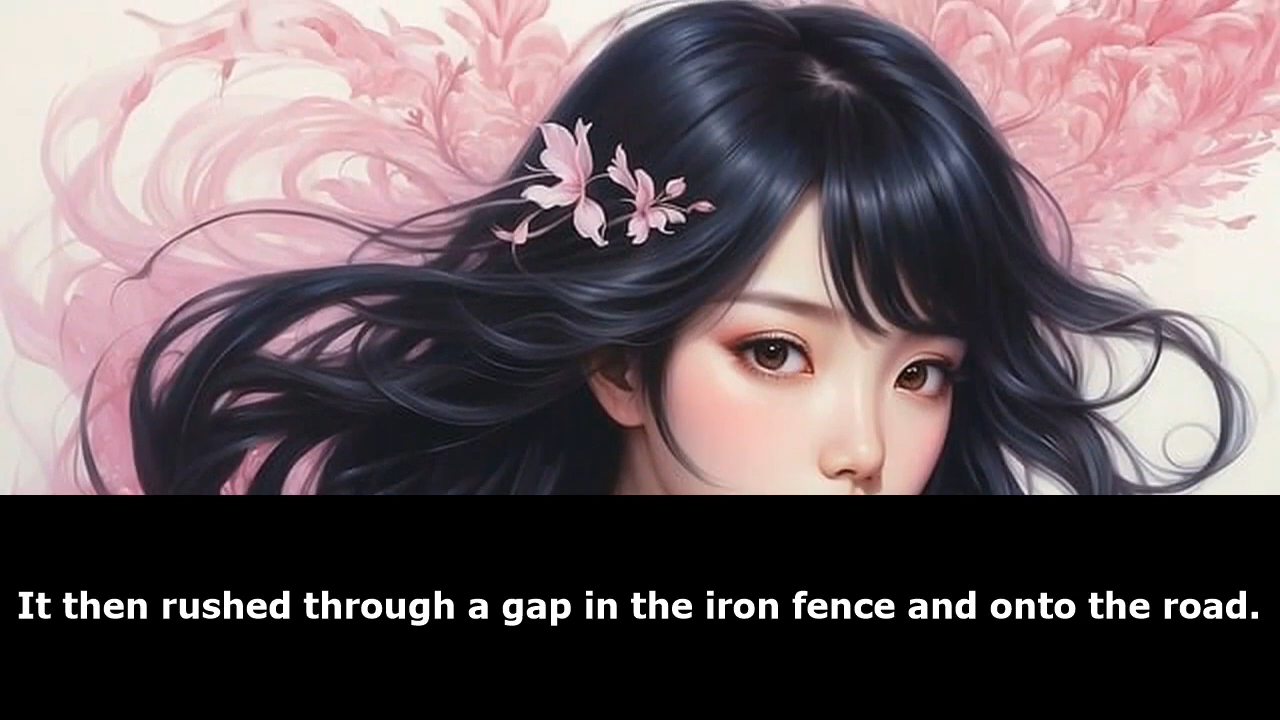 It then rushed through a gap in the iron fence and onto the road.